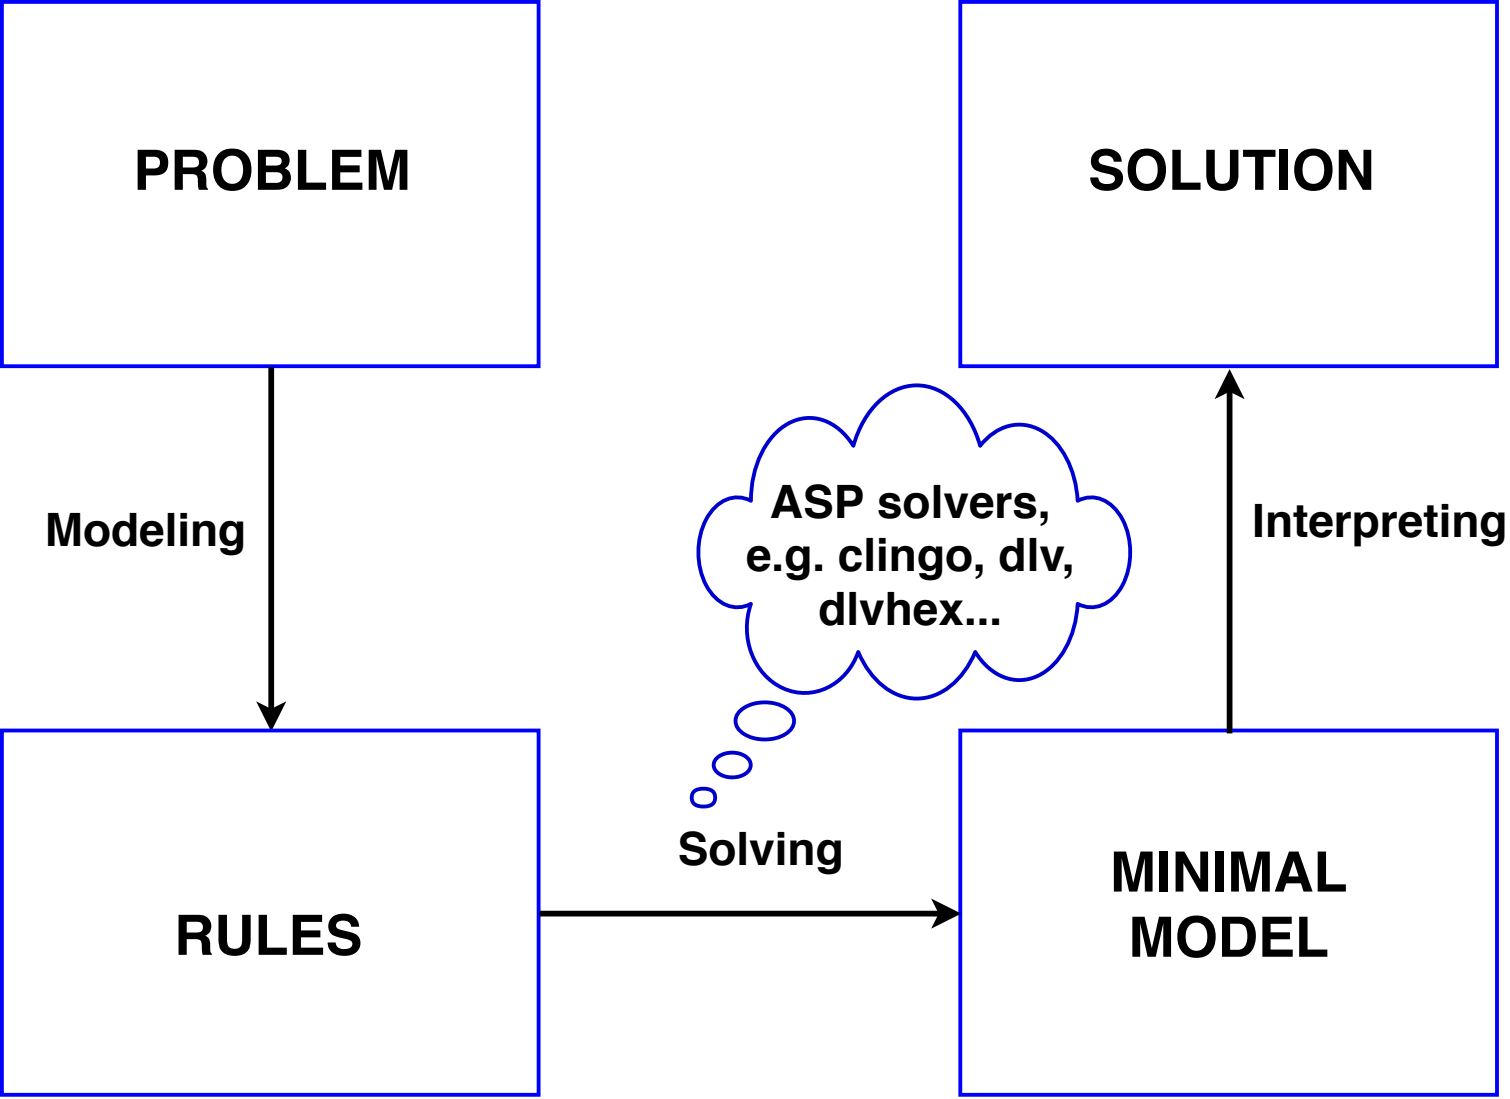 PROBLEM
SOLUTION
Modeling
ASP solvers,
e.g. clingo, dlv,
dlvhex...
Interpreting
Solving
RULES
MINIMAL
MODEL